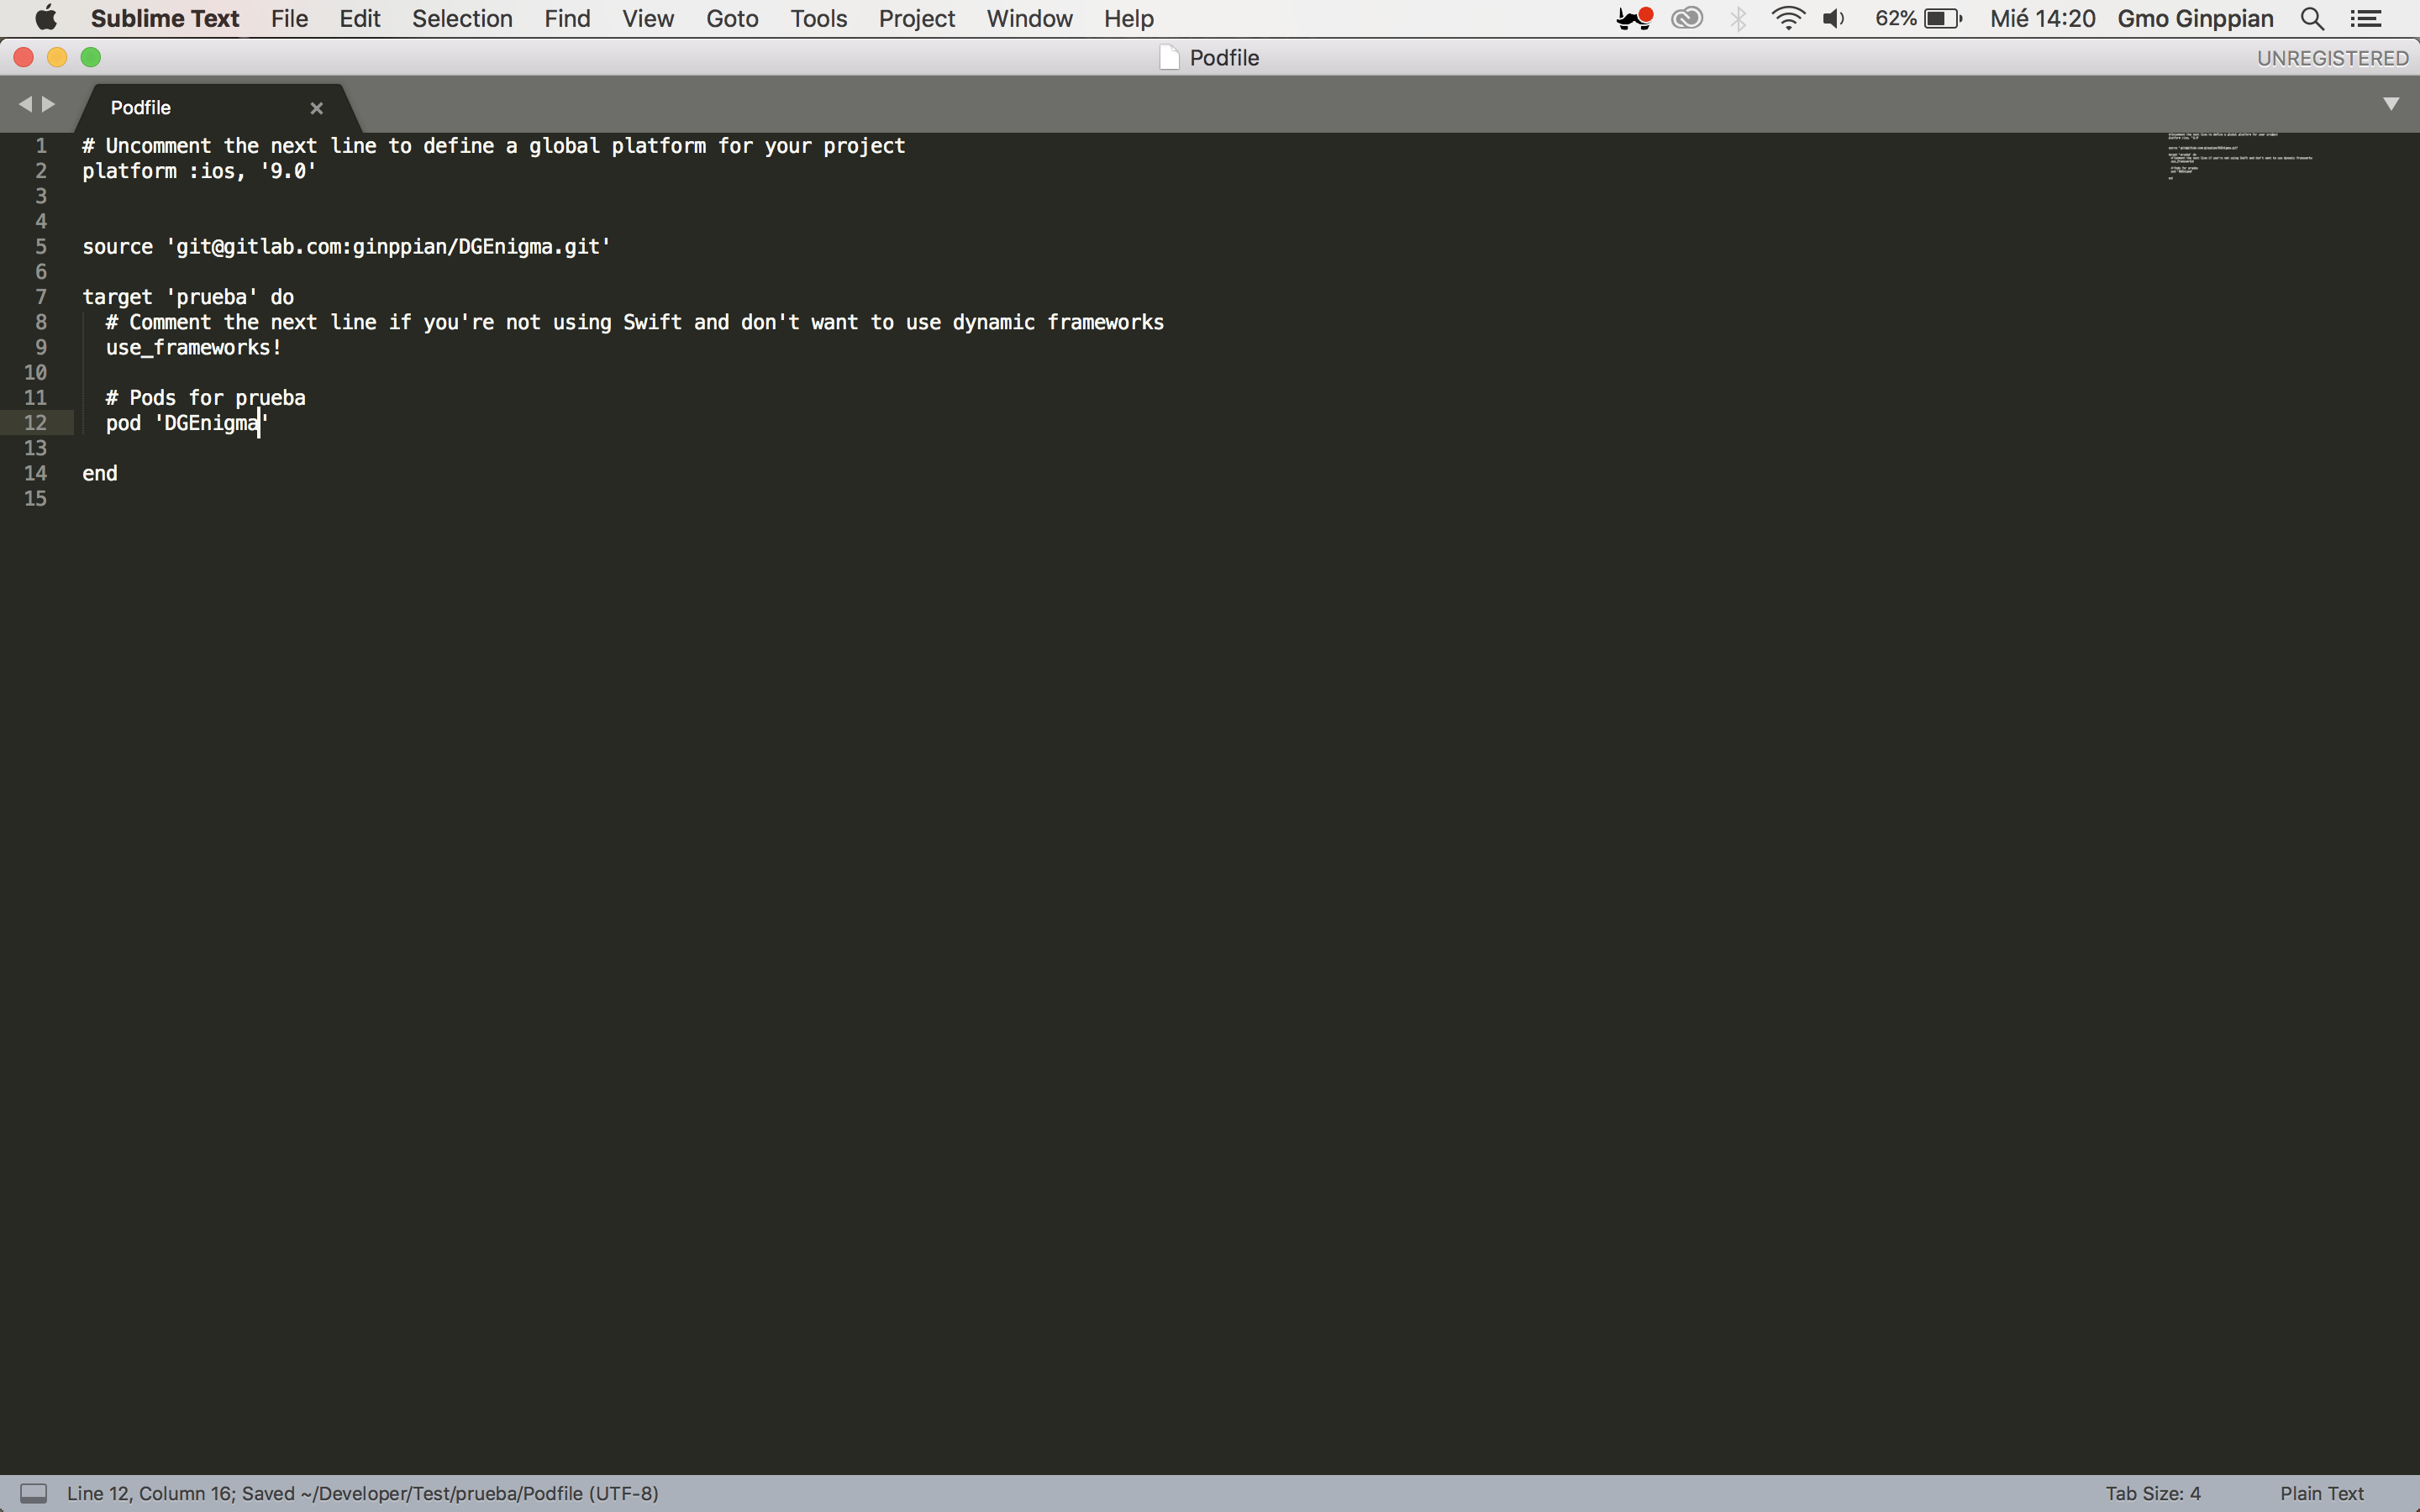 Sublime Text File Edit Selection Find View Goto Tools Project Window Help 62% Mié 14:20 Gmo Ginppian
Podfile UNREGISTERED
Podfile ×
1 # Uncomment the next line to define a global platform for your project
2 platform :ios, '9.0'
3
4
5 source 'git@gitlab.com:ginppian/DGEnigma.git'
6
7 target 'prueba' do
8 # Comment the next line if you're not using Swift and don't want to use dynamic frameworks
9 use_frameworks!
10
11 # Pods for prueba
12 pod 'DGEnigma'
13
14 end
15
Line 12, Column 16; Saved ~/Developer/Test/prueba/Podfile (UTF-8) Tab Size: 4 Plain Text